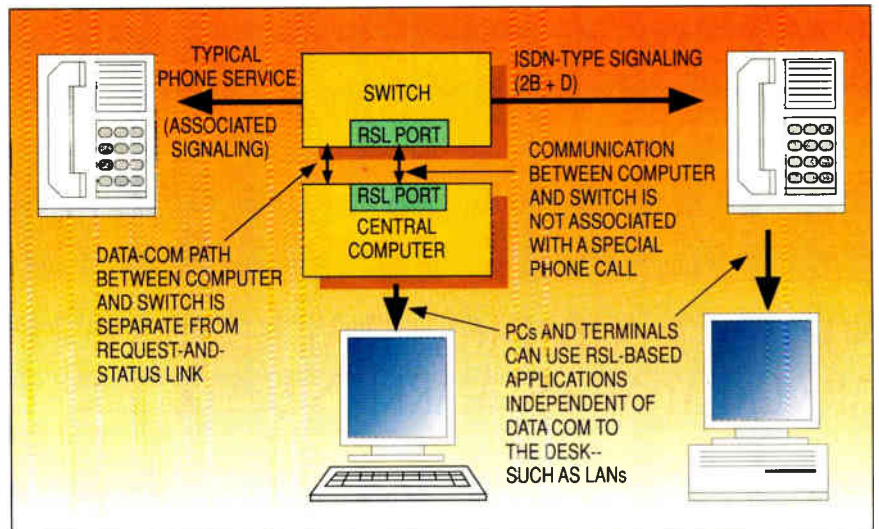 TYPICAL
PHONE SERVICE
(ASSOCIATED
SIGNALING)
SWITCH
RSL PORT
ISDN-TYPE SIGNALING
(2B + D)
RSL PORT
CENTRAL
COMPUTER
COMMUNICATION
BETWEEN COMPUTER
AND SWITCH IS
NOT ASSOCIATED
WITH A SPECIAL
PHONE CALL
DATA-COM PATH
BETWEEN COMPUTER
AND SWITCH IS
SEPARATE FROM
REQUEST-AND-
STATUS LINK
PCs AND TERMINALS
CAN USE RSL-BASED
APPLICATIONS
INDEPENDENT OF
DATA COM TO
THE DESK--
SUCH AS LANs